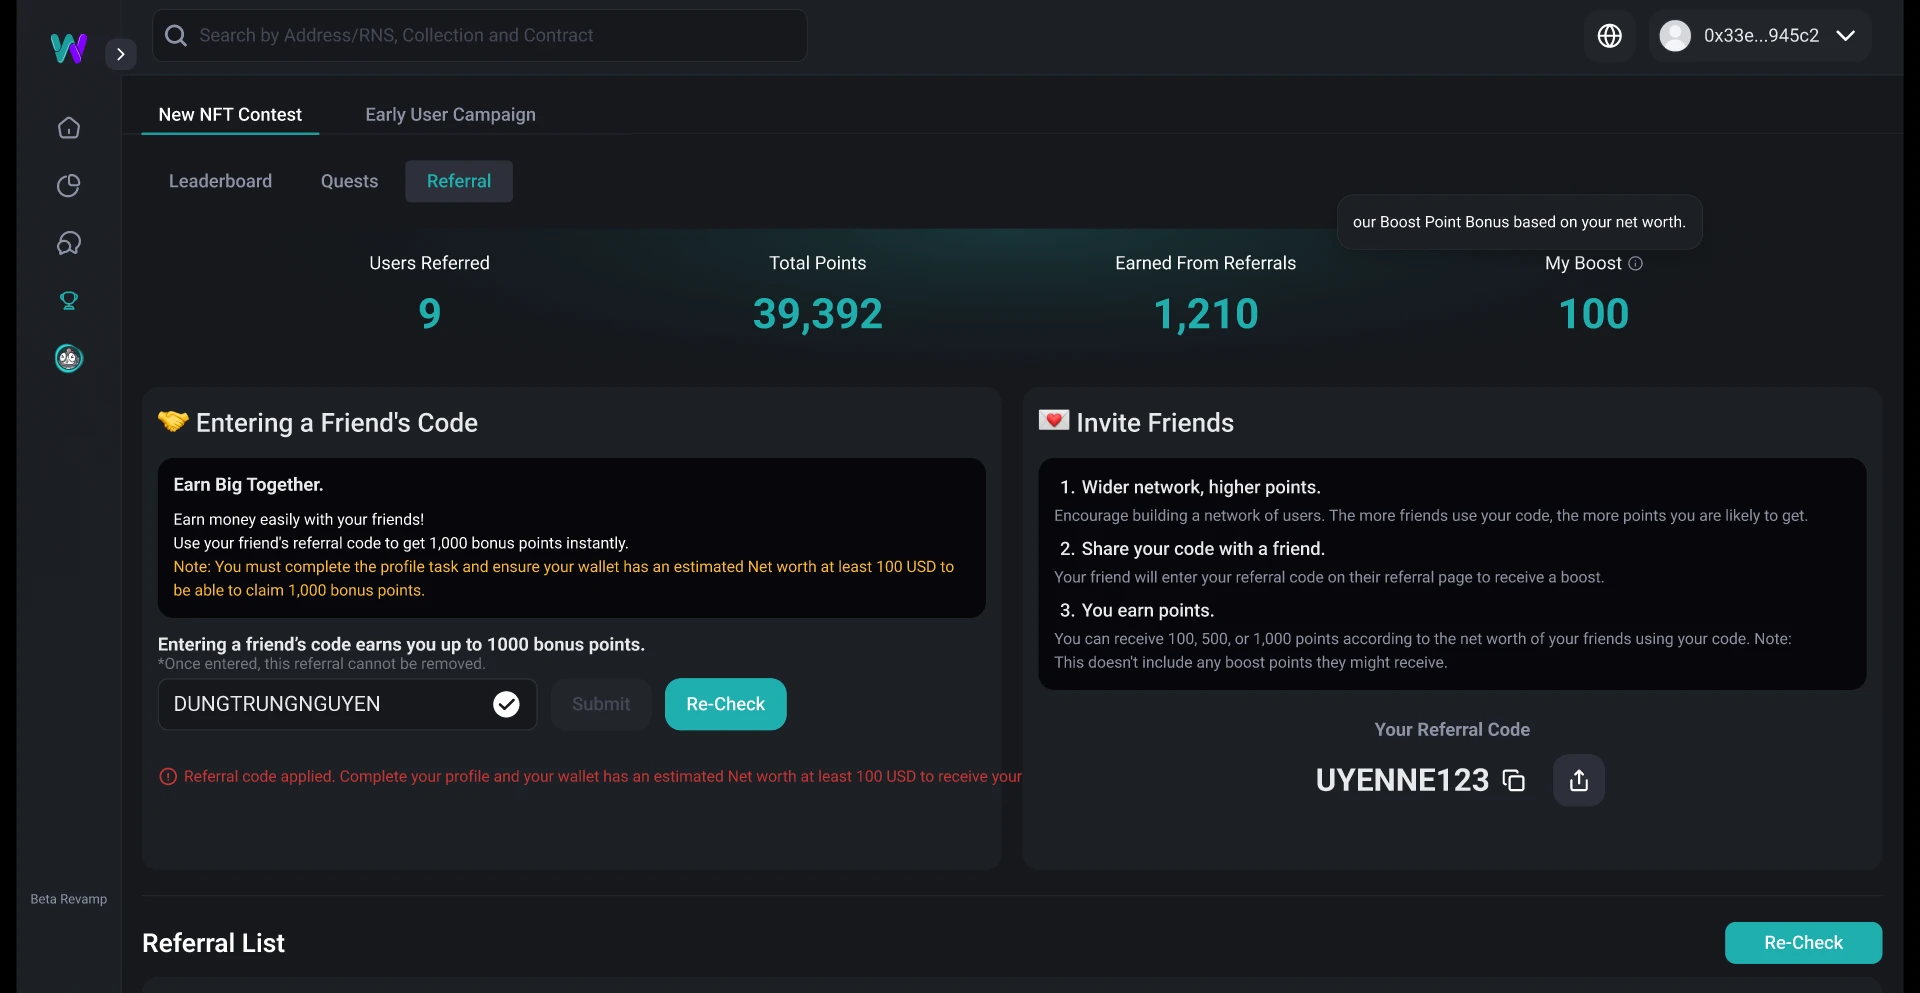 Search by Address/RNS, Collection and Contract
0x33e...945c2
New NFT Contest
Early User Campaign
Leaderboard
Quests
Referral
our Boost Point Bonus based on your net worth.
Users Referred
9
Total Points
39,392
Earned From Referrals
1,210
My Boost
100
Entering a Friend's Code
Earn Big Together.
Earn money easily with your friends!
Use your friend's referral code to get 1,000 bonus points instantly.
Note: You must complete the profile task and ensure your wallet has an estimated Net worth at least 100 USD to
be able to claim 1,000 bonus points.
Entering a friend’s code earns you up to 1000 bonus points.
*Once entered, this referral cannot be removed.
DUNGTRUNGNGUYEN
Submit
Re-Check
Referral code applied. Complete your profile and your wallet has an estimated Net worth at least 100 USD to receive your
Invite Friends
1. Wider network, higher points.
Encourage building a network of users. The more friends use your code, the more points you are likely to get.
2. Share your code with a friend.
Your friend will enter your referral code on their referral page to receive a boost.
3. You earn points.
You can receive 100, 500, or 1,000 points according to the net worth of your friends using your code. Note:
This doesn't include any boost points they might receive.
Your Referral Code
UYENNE123
Beta Revamp
Referral List
Re-Check